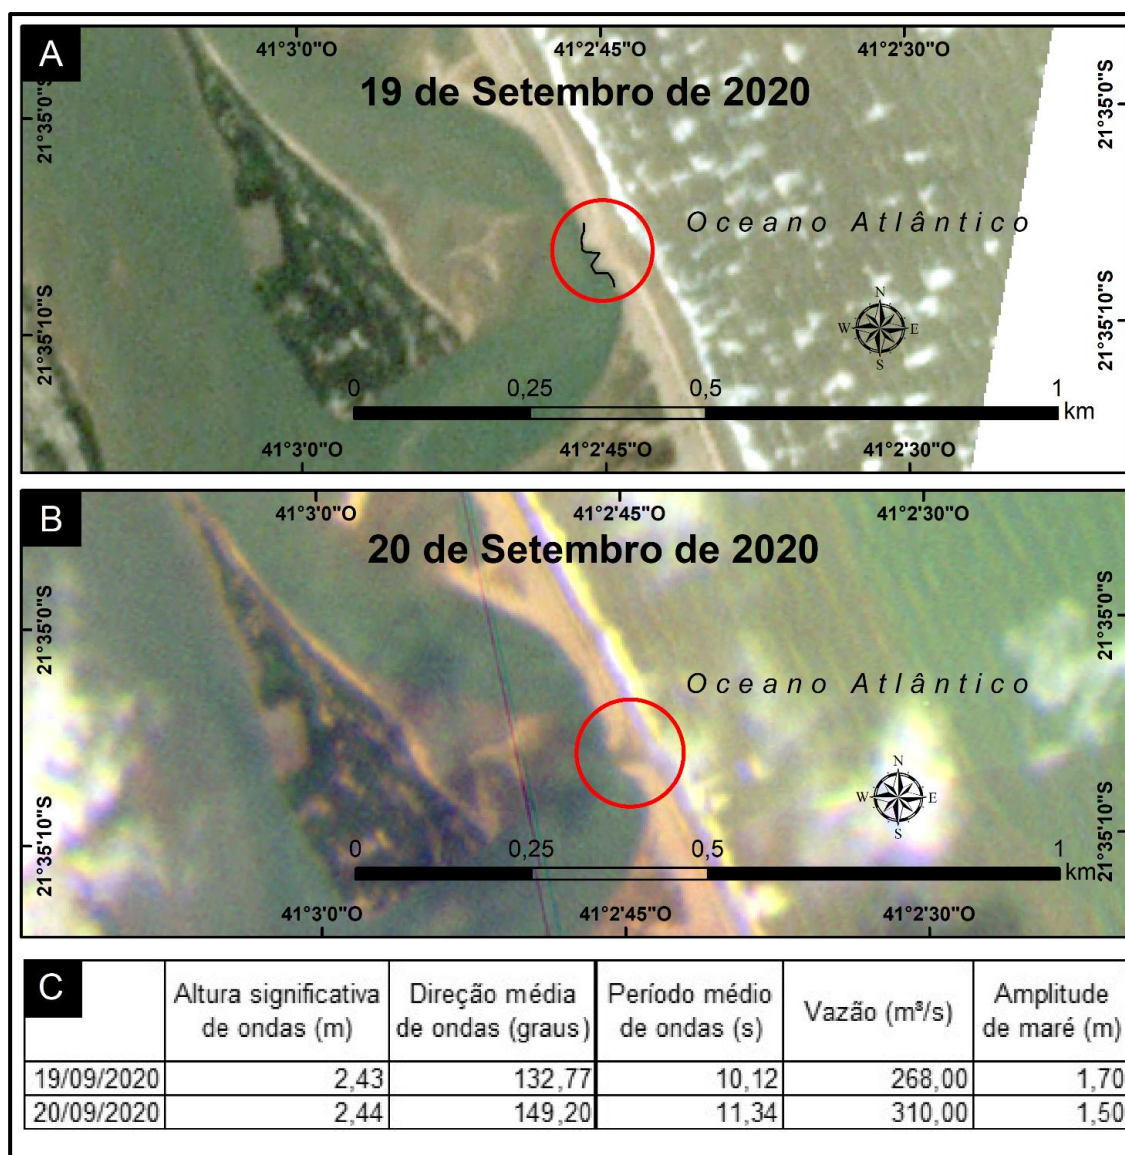 A
41°3'0"O 41°2'45"O 41°2'30"O
19 de Setembro de 2020
21°35'0"S 21°35'0"S
Oceano Atlântico
N
W E
S
21°35'10"S 21°35'10"S
0 0,25 0,5 1
km
41°3'0"O 41°2'45"O 41°2'30"O
B
41°3'0"O 41°2'45"O 41°2'30"O
20 de Setembro de 2020
21°35'0"S 21°35'0"S
Oceano Atlântico
N
W E
S
21°35'10"S 21°35'10"S
0 0,25 0,5 1
km
41°3'0"O 41°2'45"O 41°2'30"O
C
Altura significativa de ondas (m) Direção média de ondas (graus) Período médio de ondas (s) Vazão (m³/s) Amplitude de maré (m)
19/09/2020 2,43 132,77 10,12 268,00 1,70
20/09/2020 2,44 149,20 11,34 310,00 1,50